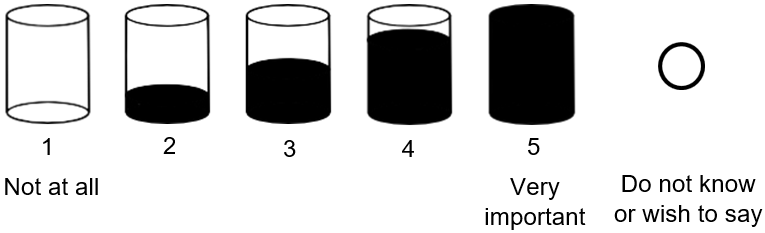 1 2 3 4 5
Not at all
Very
important
Do not know
or wish to say